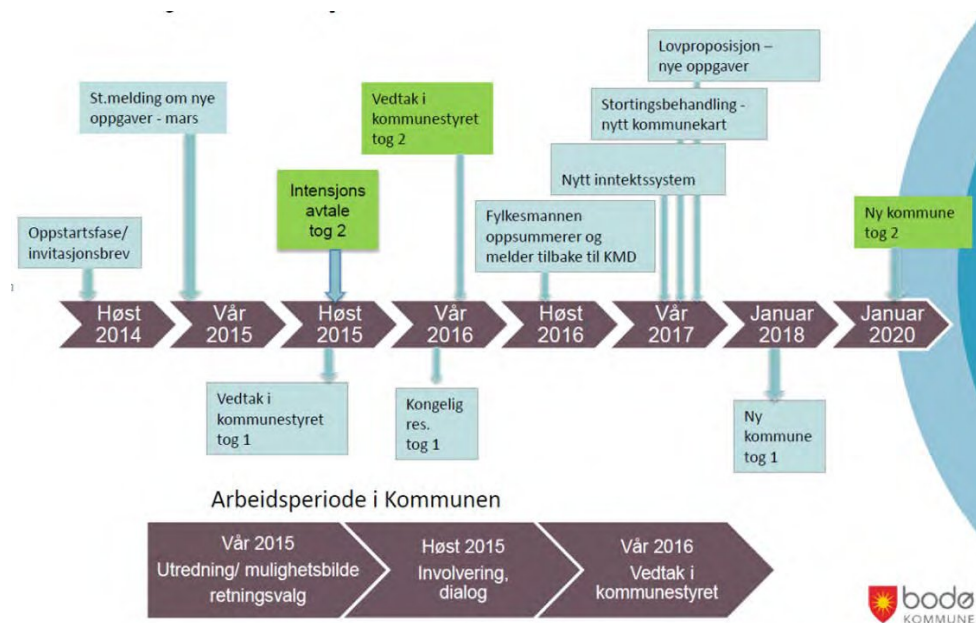 Lovproposisjon –
nye oppgaver
St.melding om nye
oppgaver - mars
Vedtak i
kommunestyret
tog 2
Stortingsbehandling -
nytt kommunekart
Intensjons
avtale
tog 2
Nytt inntektssystem
Oppstartsfase/
invitasjonsbrev
Fylkesmannen
oppsummerer og
melder tilbake til KMD
Ny kommune
tog 2
Høst
2014
Vår
2015
Høst
2015
Vår
2016
Høst
2016
Vår
2017
Januar
2018
Januar
2020
Vedtak i
kommunestyret
tog 1
Kongelig
res.
tog 1
Ny
kommune
tog 1
Arbeidsperiode i Kommunen
Vår 2015
Utredning/ mulighetsbilde
retningsvalg
Høst 2015
Involvering,
dialog
Vår 2016
Vedtak i
kommunestyret
KOMMUNE